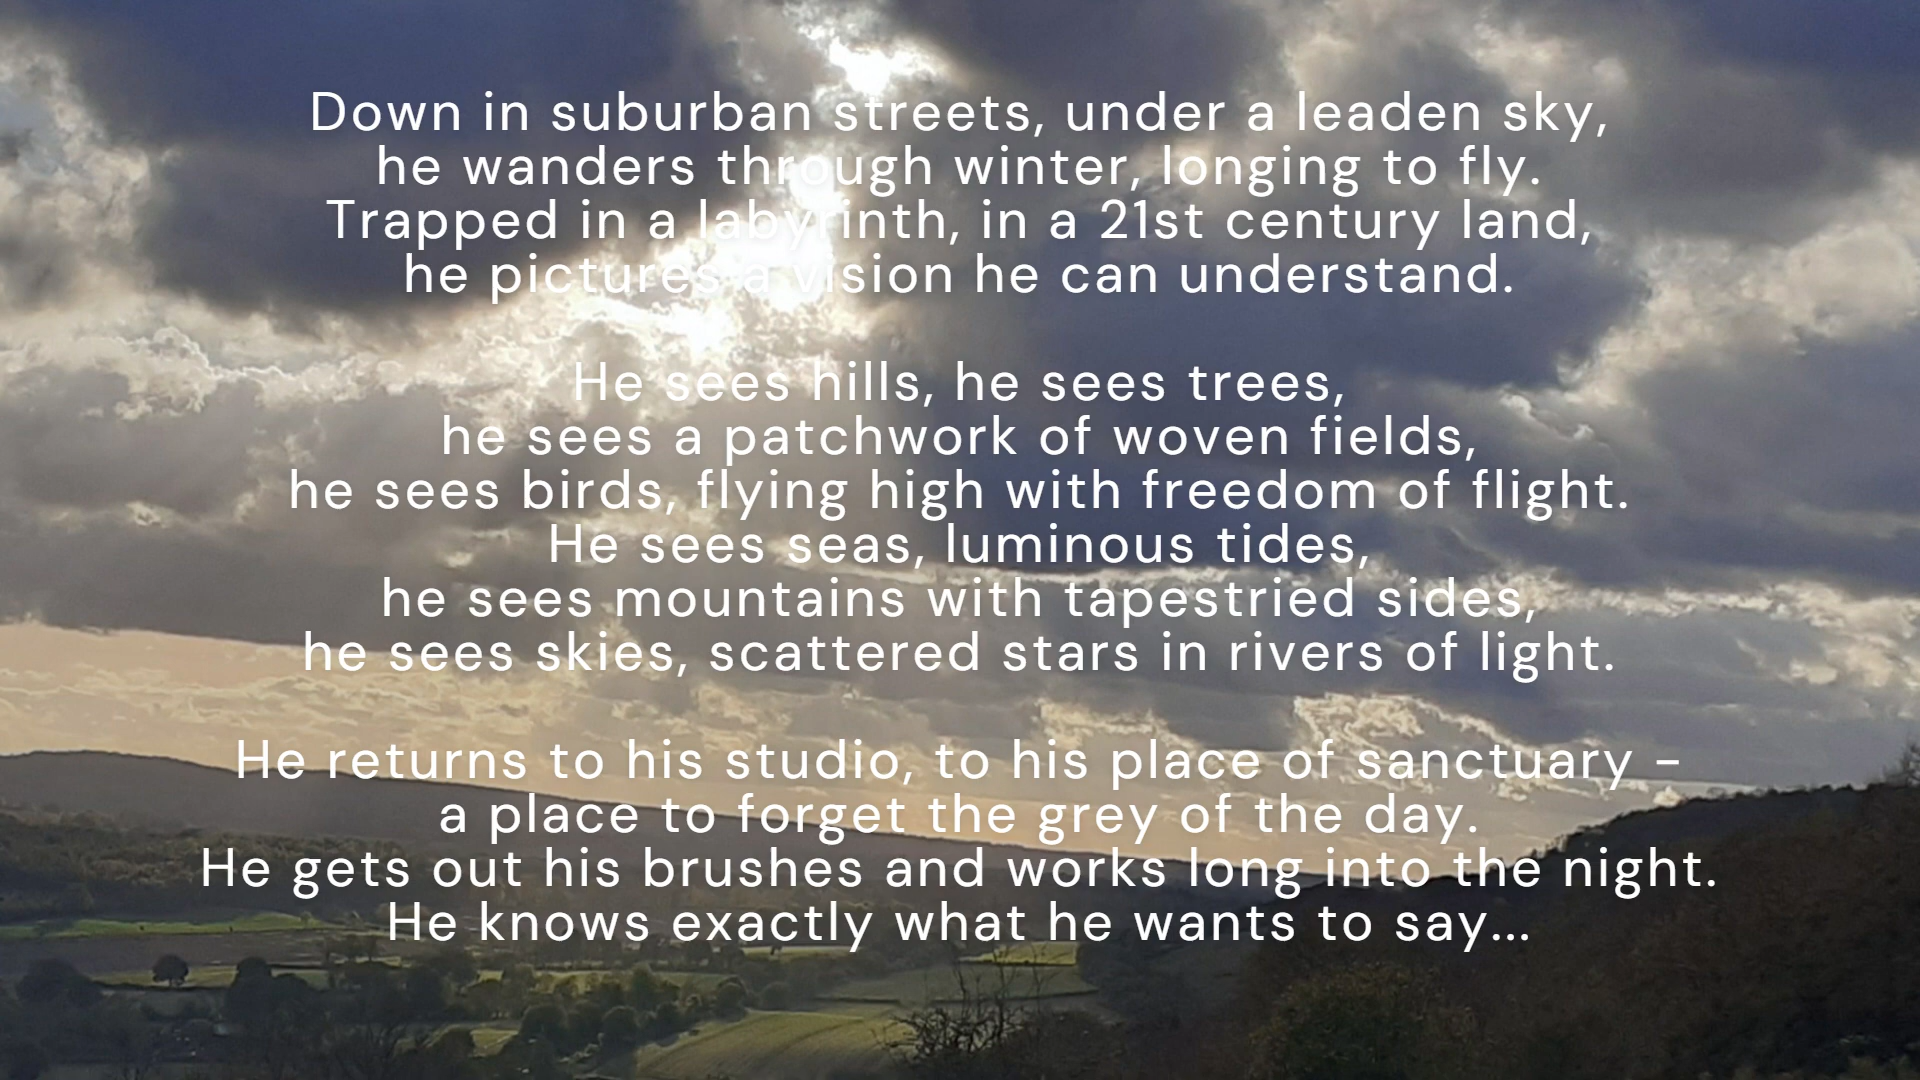 Down in suburban streets, under a leaden sky,
he wanders through winter, longing to fly.
Trapped in a labyrinth, in a 21st century land,
he pictures a vision he can understand.
He sees hills, he sees trees,
he sees a patchwork of woven fields,
he sees birds, flying high with freedom of flight.
He sees seas, luminous tides,
he sees mountains with tapestried sides,
he sees skies, scattered stars in rivers of light.
He returns to his studio, to his place of sanctuary -
a place to forget the grey of the day.
He gets out his brushes and works long into the night.
He knows exactly what he wants to say...